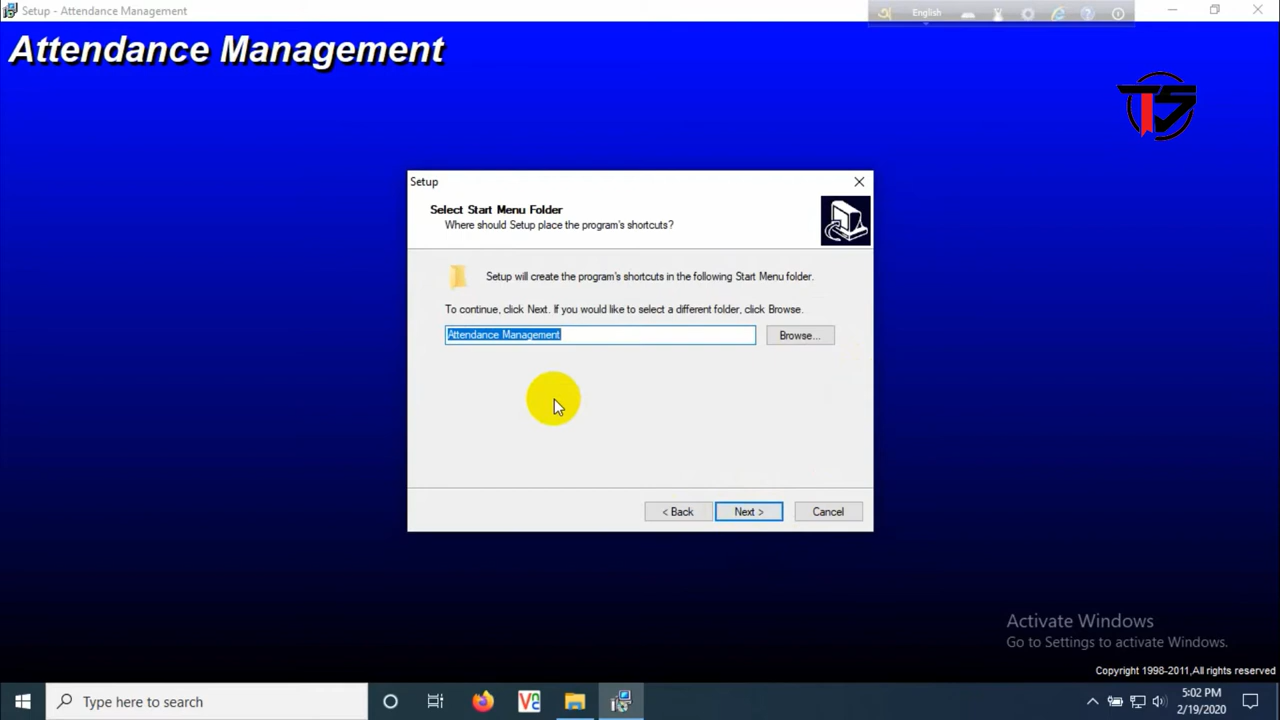 Setup - Attendance Management
English
Attendance Management
TS
Setup
Select Start Menu Folder
Where should Setup place the program's shortcuts?
Setup will create the program's shortcuts in the following Start Menu folder.
To continue, click Next. If you would like to select a different folder, click Browse.
Attendance Management
Browse...
< Back
Next >
Cancel
Activate Windows
Go to Settings to activate Windows.
Copyright 1998-2011,All rights reserved
Type here to search
5:02 PM
2/19/2020